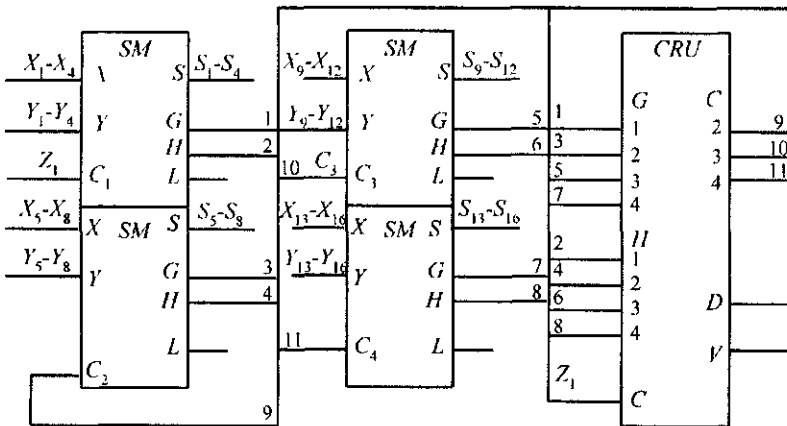 SM
X₁-X₄
S
S₁-S₄
Y₁-Y₄
Y
G
1
H
2
Z₁
C₁
L
X₅-X₈
X
SM
S
S₅-S₈
Y₅-Y₈
Y
G
3
H
4
L
C₂
9
SM
X₉-X₁₂
X
S
S₉-S₁₂
Y₉-Y₁₂
Y
G
5
H
6
10
C₃
C₃
L
X₁₃-X₁₆
SM
S
S₁₃-S₁₆
Y₁₃-Y₁₆
Y
G
7
H
8
11
C₄
L
CRU
G
C
1
1
2
9
3
2
3
10
5
3
4
11
7
4
H
2
1
4
2
6
3
D
8
4
V
Z₁
C